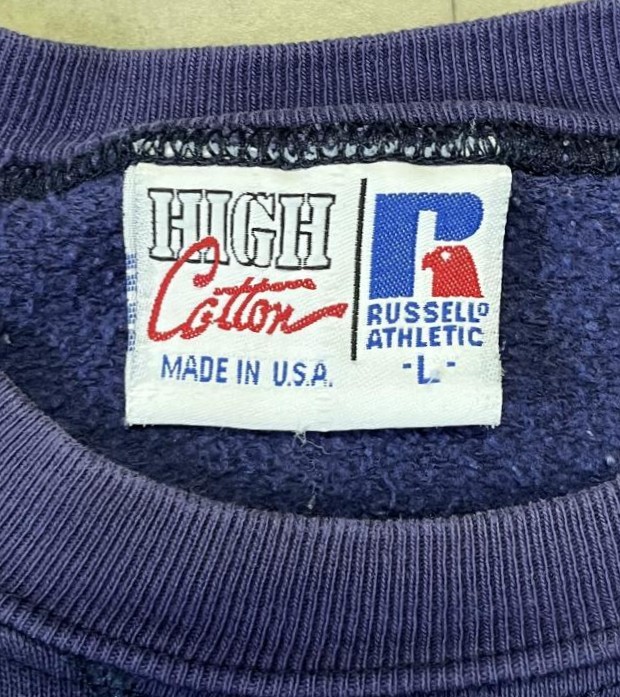 HIGH
Cotton
MADE IN U.S.A.
R
RUSSELL®
ATHLETIC
-L-